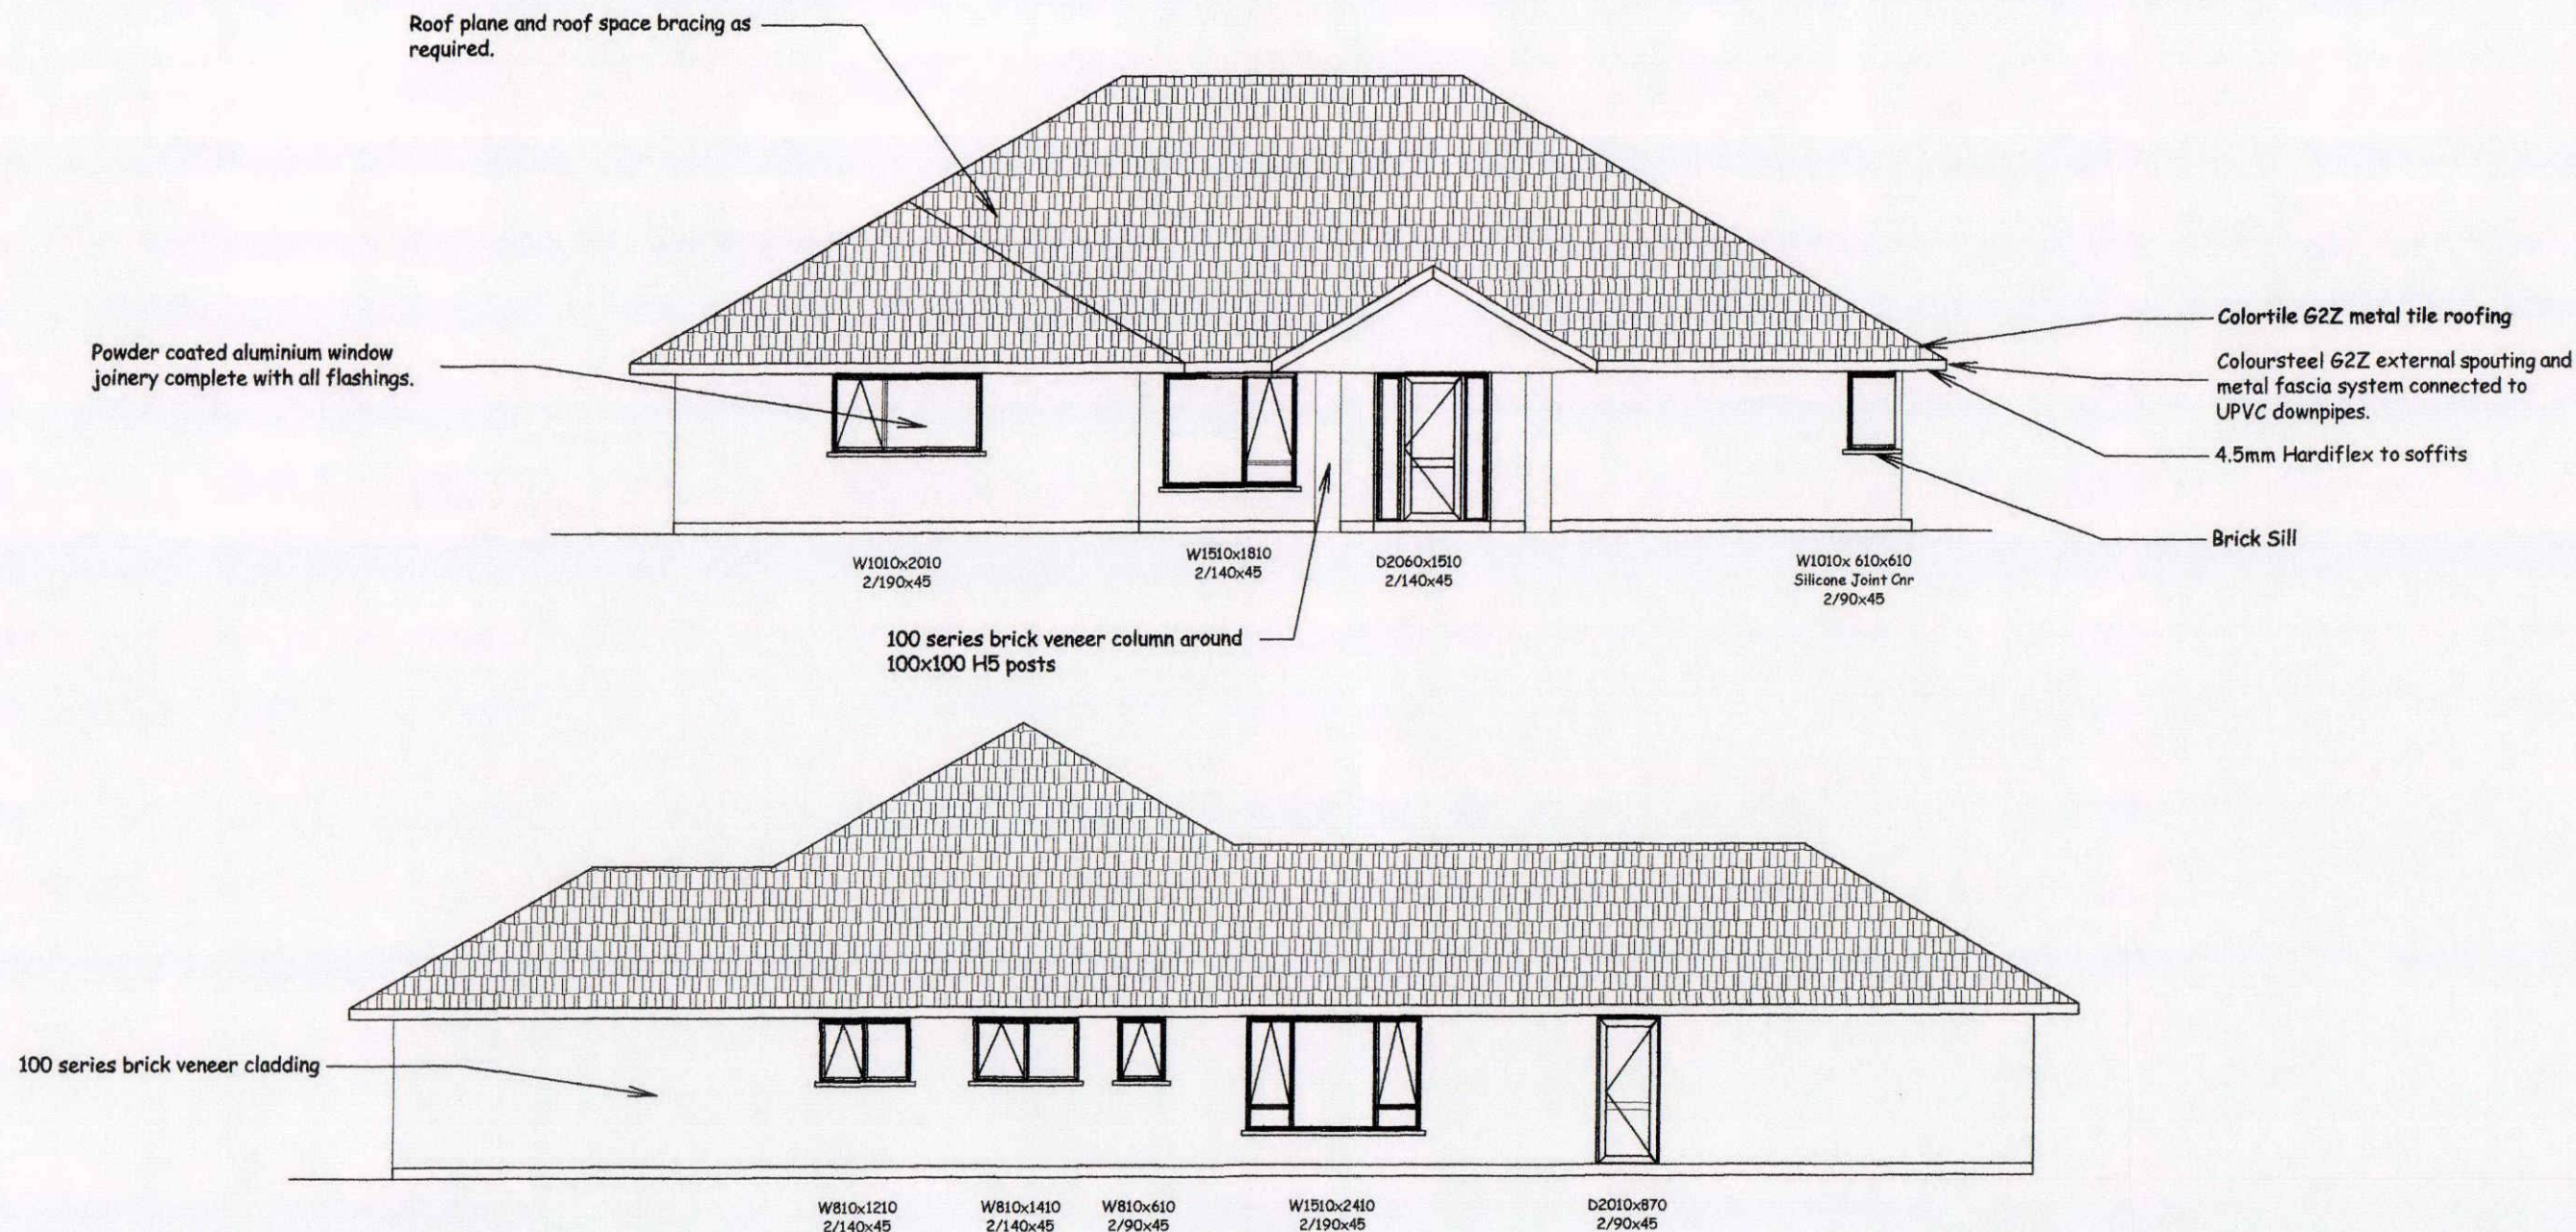 Roof plane and roof space bracing as
required.
Powder coated aluminium window
joinery complete with all flashings.
Colortile G2Z metal tile roofing
Coloursteel G2Z external spouting and
metal fascia system connected to
UPVC downpipes.
4.5mm Hardiflex to soffits
Brick Sill
W1010x2010
2/190x45
W1510x1810
2/140x45
D2060x1510
2/140x45
W1010x 610x610
Silicone Joint Cnr
2/90x45
100 series brick veneer column around
100x100 H5 posts
100 series brick veneer cladding
W810x1210
2/140x45
W810x1410
2/140x45
W810x610
2/90x45
W1510x2410
2/190x45
D2010x870
2/90x45